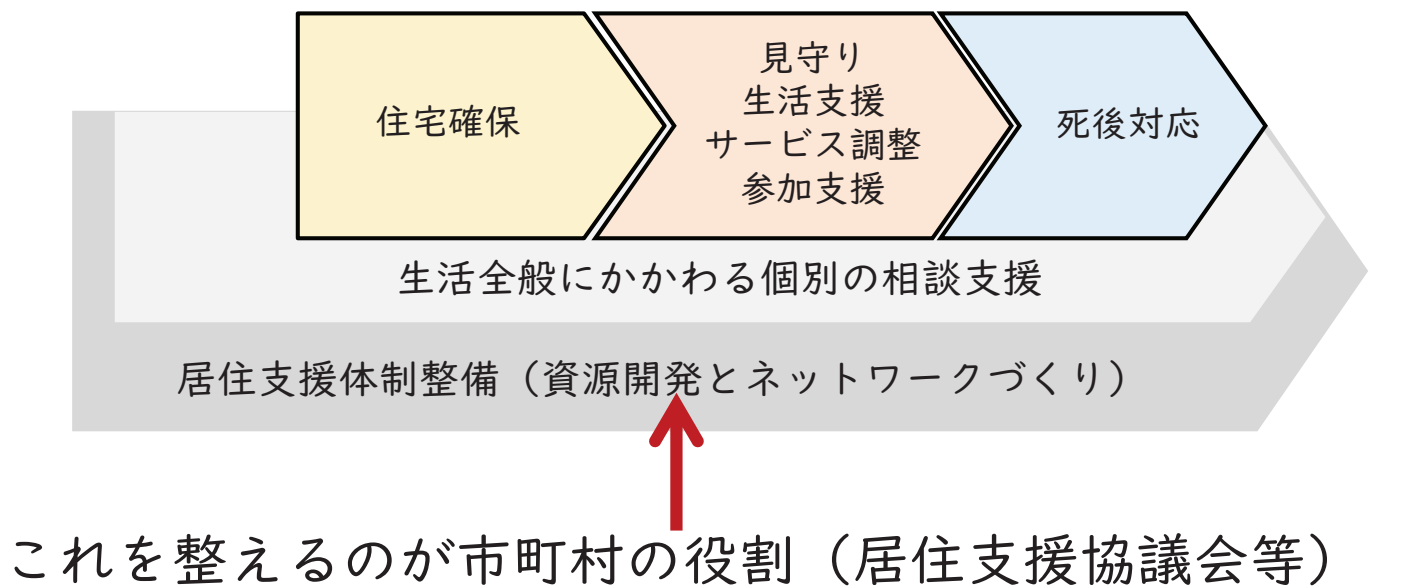 住宅確保
見守り
生活支援
サービス調整
参加支援
死後対応
生活全般にかかわる個別の相談支援
居住支援体制整備（資源開発とネットワークづくり）
これを整えるのが市町村の役割（居住支援協議会等）